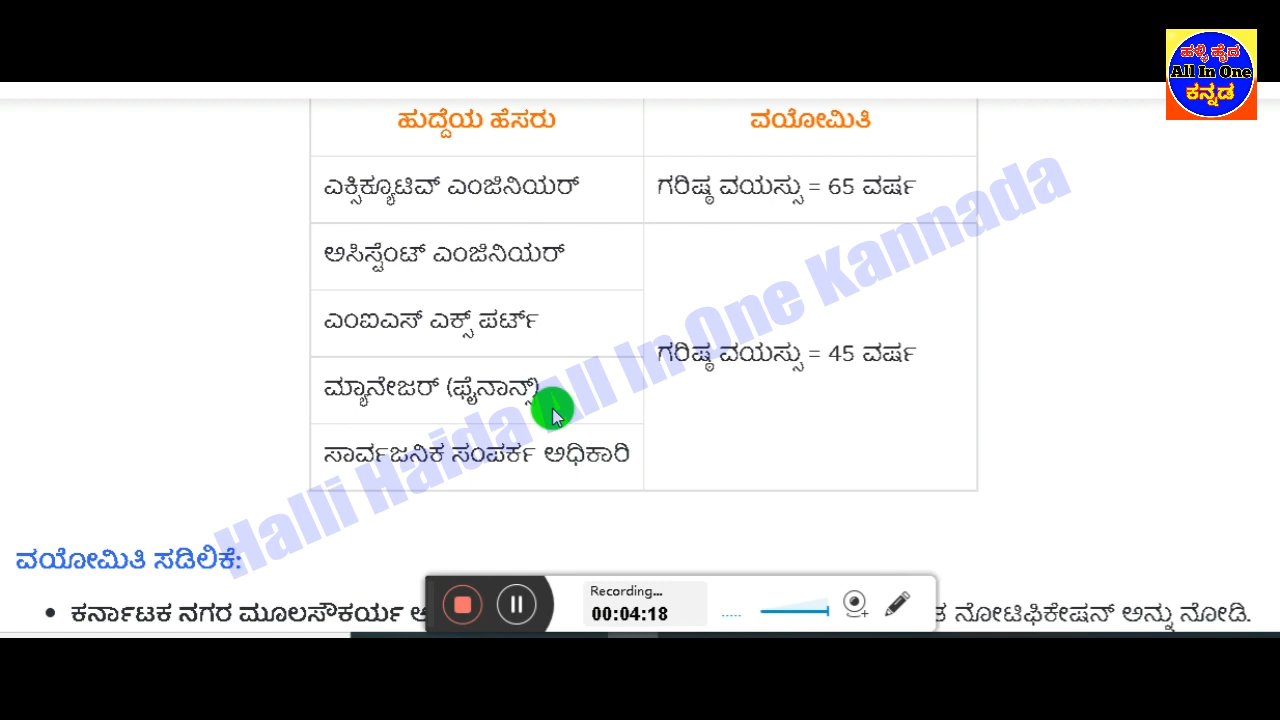 ಹಳ್ಳಿ ಹೈದ
All In One
ಕನ್ನಡ
ಹುದ್ದೆಯ ಹೆಸರು ವಯೋಮಿತಿ
ಎಕ್ಸಿಕ್ಯೂಟಿವ್ ಎಂಜಿನಿಯರ್ ಗರಿಷ್ಠ ವಯಸ್ಸು = 65 ವರ್ಷ
ಅಸಿಸ್ಟೆಂಟ್ ಎಂಜಿನಿಯರ್
ಎಂಐಎಸ್ ಎಕ್ಸ್ ಪರ್ಟ್
ಗರಿಷ್ಠ ವಯಸ್ಸು = 45 ವರ್ಷ
ಮ್ಯಾನೇಜರ್ (ಫೈನಾನ್ಸ್)
ಸಾರ್ವಜನಿಕ ಸಂಪರ್ಕ ಅಧಿಕಾರಿ
Halli Haida All In One Kannada
ವಯೋಮಿತಿ ಸಡಿಲಿಕೆ:
Recording...
00:04:18
• ಕರ್ನಾಟಕ ನಗರ ಮೂಲಸೌಕರ್ಯ ನೋಟಿಫಿಕೇಷನ್ ಅನ್ನು ನೋಡಿ.